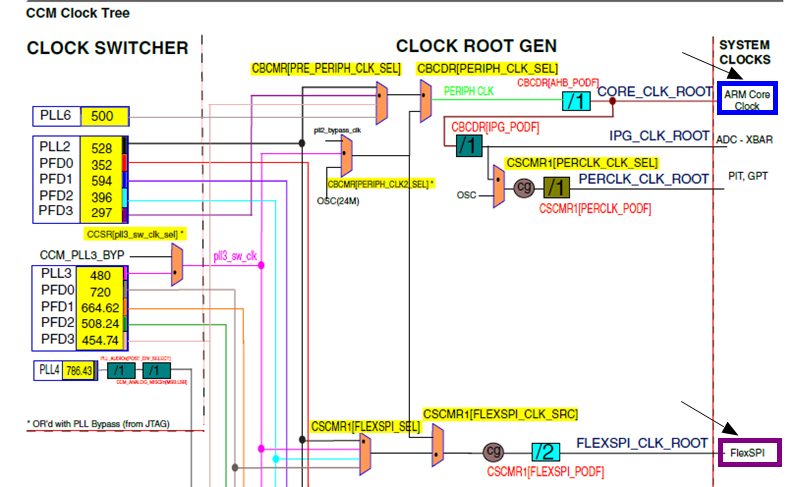 CCM Clock Tree
CLOCK SWITCHER
CLOCK ROOT GEN
SYSTEM
CLOCKS
CBCMR[PRE_PERIPH_CLK_SEL]
CBCDR[PERIPH_CLK_SEL]
CBCDR[AHB_PODF]
PERIPH CLK
/1
CORE_CLK_ROOT
ARM Core
Clock
PLL6 500
pll2_bypass_clk
CBCDR[IPG_PODF]
/1
IPG_CLK_ROOT
ADC - XBAR
PLL2 528
PFD0 352
PFD1 594
PFD2 396
PFD3 297
CSCMR1[PERCLK_CLK_SEL]
CBCMR[PERIPH_CLK2_SEL] *
OSC(24M)
OSC
cg
/1
PERCLK_CLK_ROOT
PIT, GPT
CSCMR1[PERCLK_PODF]
CCSR[pll3_sw_clk_sel] *
CCM_PLL3_BYP
pll3_sw_clk
PLL3 480
PFD0 720
PFD1 664.62
PFD2 508.24
PFD3 454.74
PLL4 786.43
/1
/1
* OR'd with PLL Bypass (from JTAG)
CSCMR1[FLEXSPI_SEL]
CSCMR1[FLEXSPI_CLK_SRC]
cg
/2
FLEXSPI_CLK_ROOT
FlexSPI
CSCMR1[FLEXSPI_PODF]